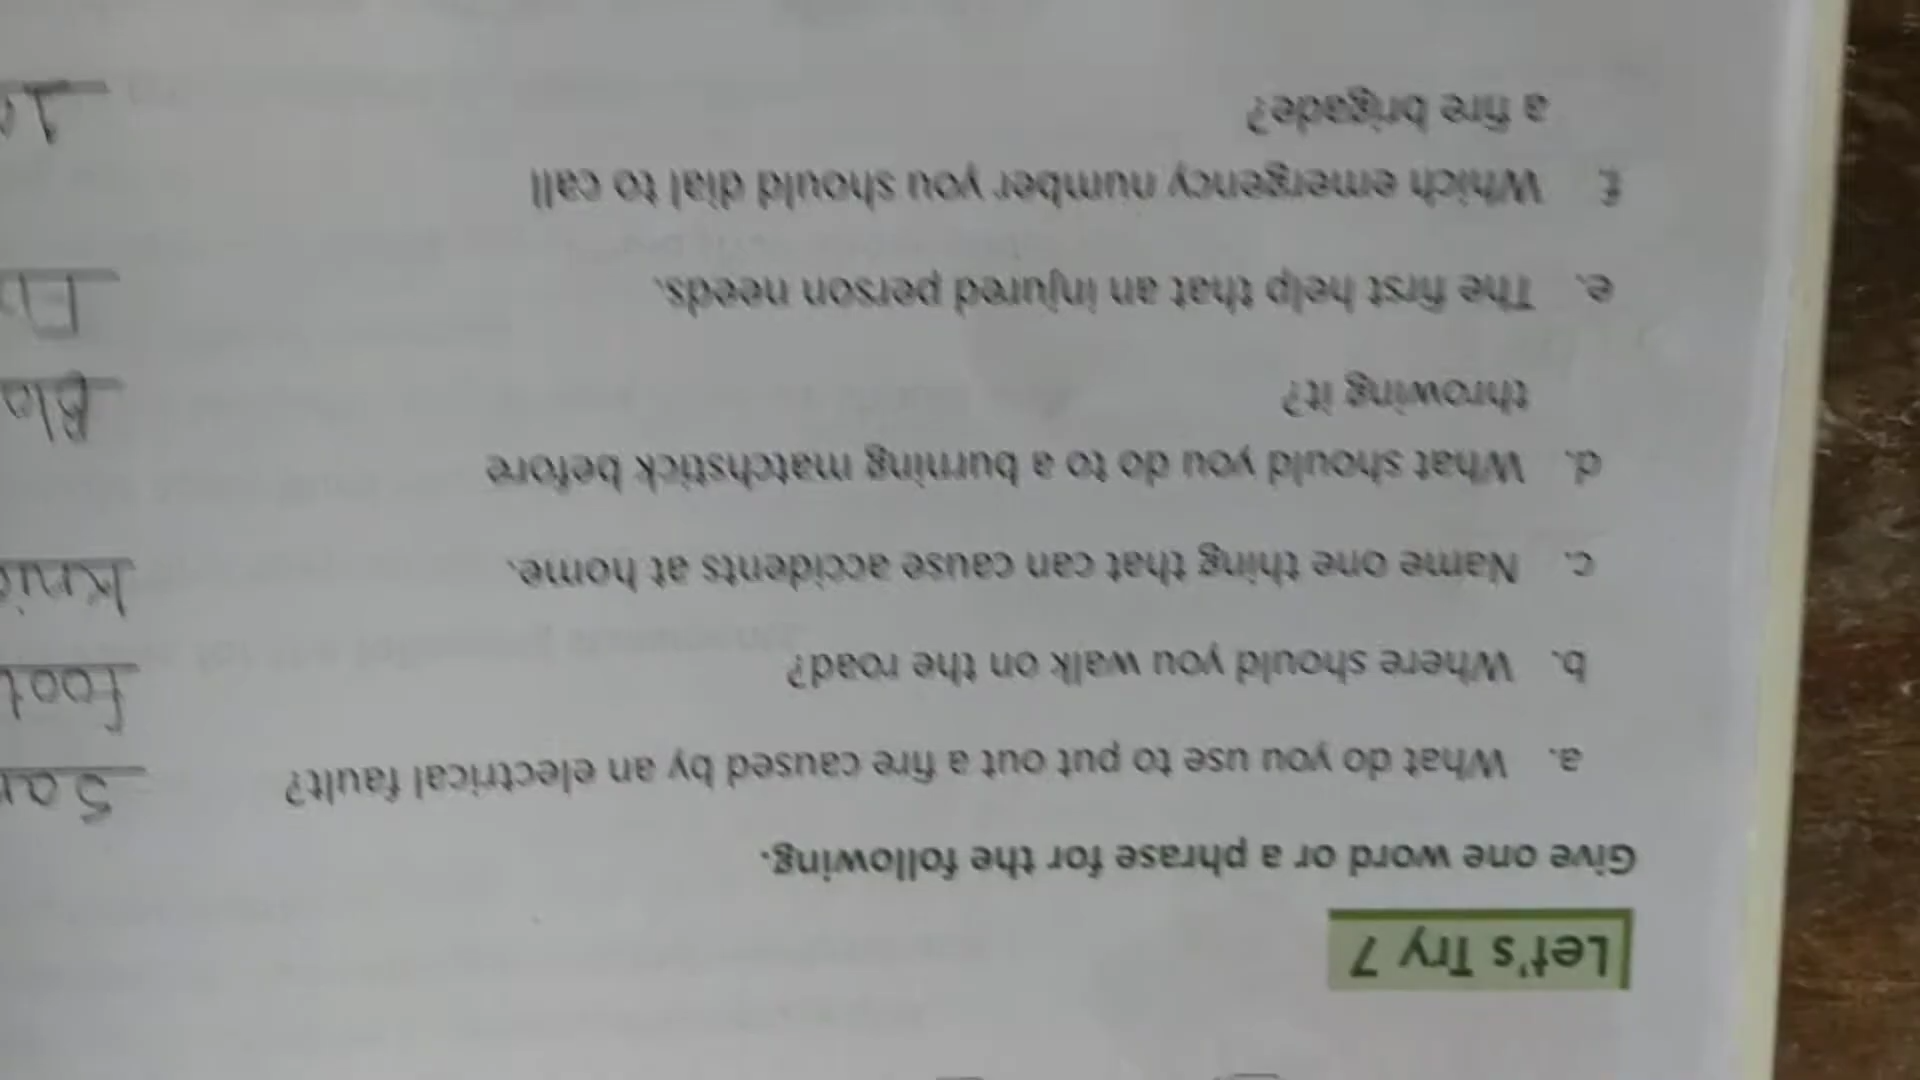 Let's Try 7
Give one word or a phrase for the following.
a. What do you use to put out a fire caused by an electrical fault?
b. Where should you walk on the road? foot
c. Name one thing that can cause accidents at home.
d. What should you do to a burning matchstick before
throwing it?
e. The first help that an injured person needs.
f. Which emergency number you should dial to call
a fire brigade?